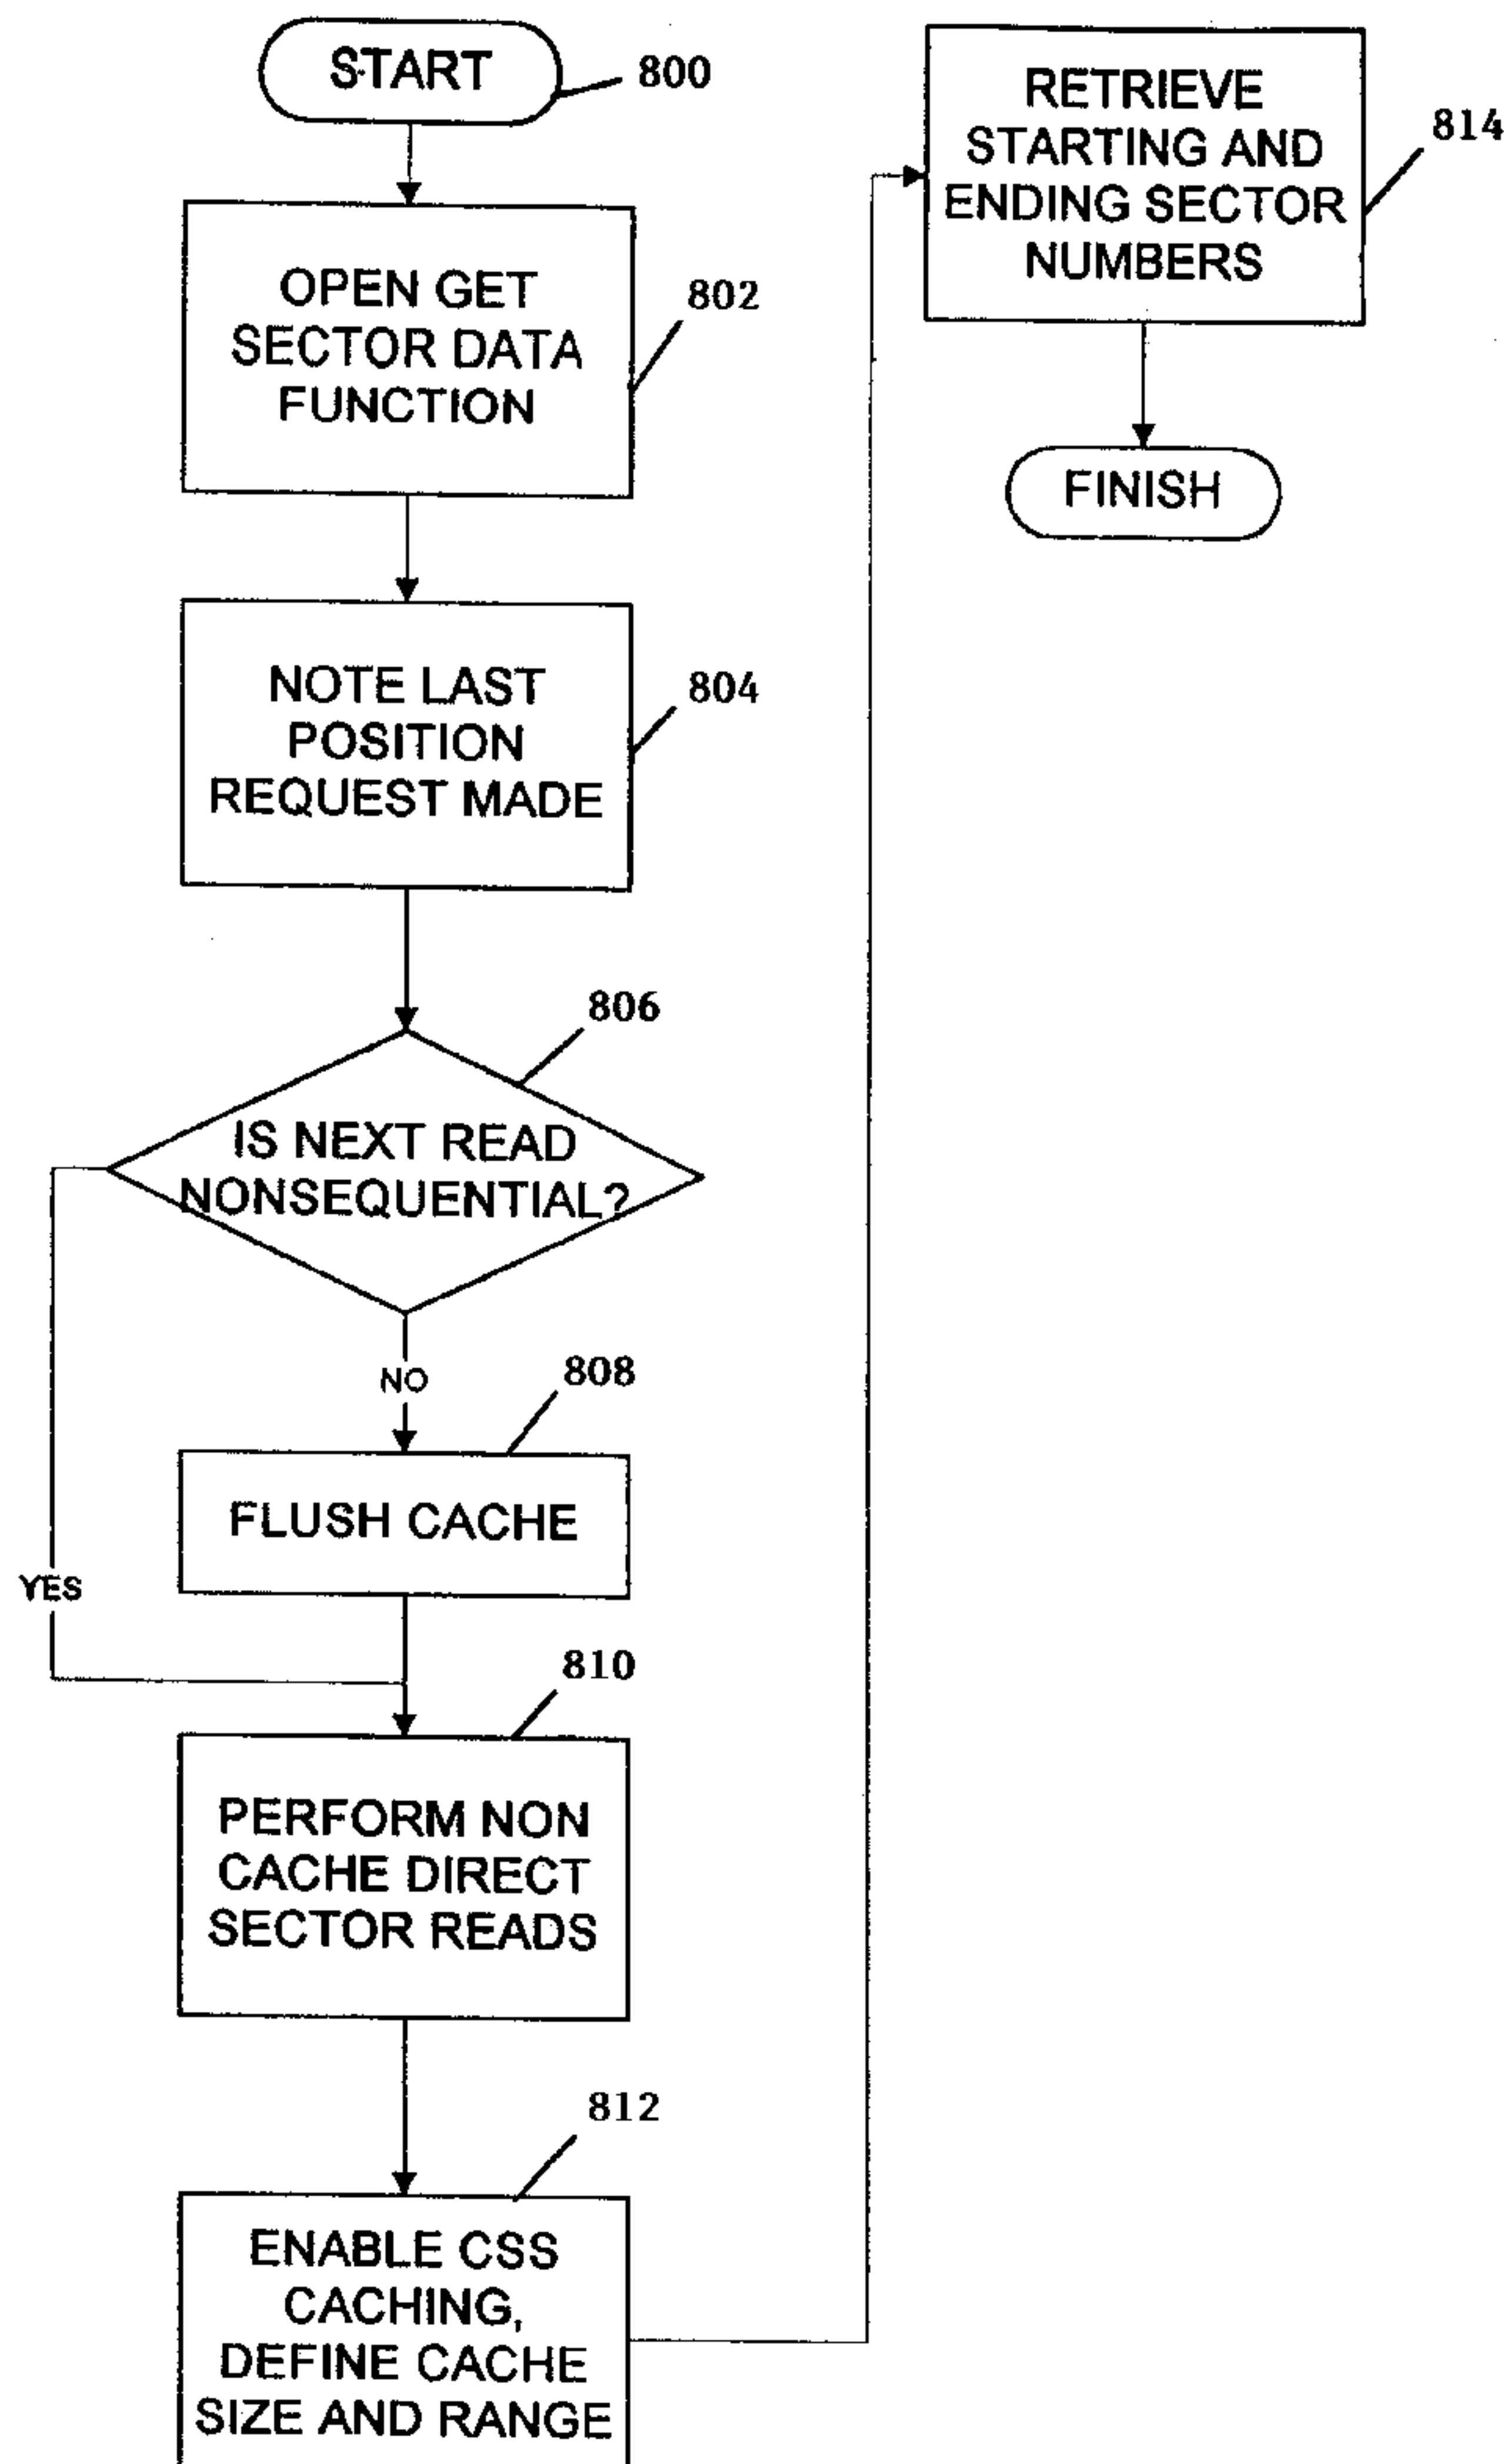 START
800
OPEN GET
SECTOR DATA
FUNCTION
802
NOTE LAST
POSITION
REQUEST MADE
804
806
IS NEXT READ
NONSEQUENTIAL?
NO
808
FLUSH CACHE
YES
810
PERFORM NON
CACHE DIRECT
SECTOR READS
812
ENABLE CSS
CACHING,
DEFINE CACHE
SIZE AND RANGE
RETRIEVE
STARTING AND
ENDING SECTOR
NUMBERS
814
FINISH